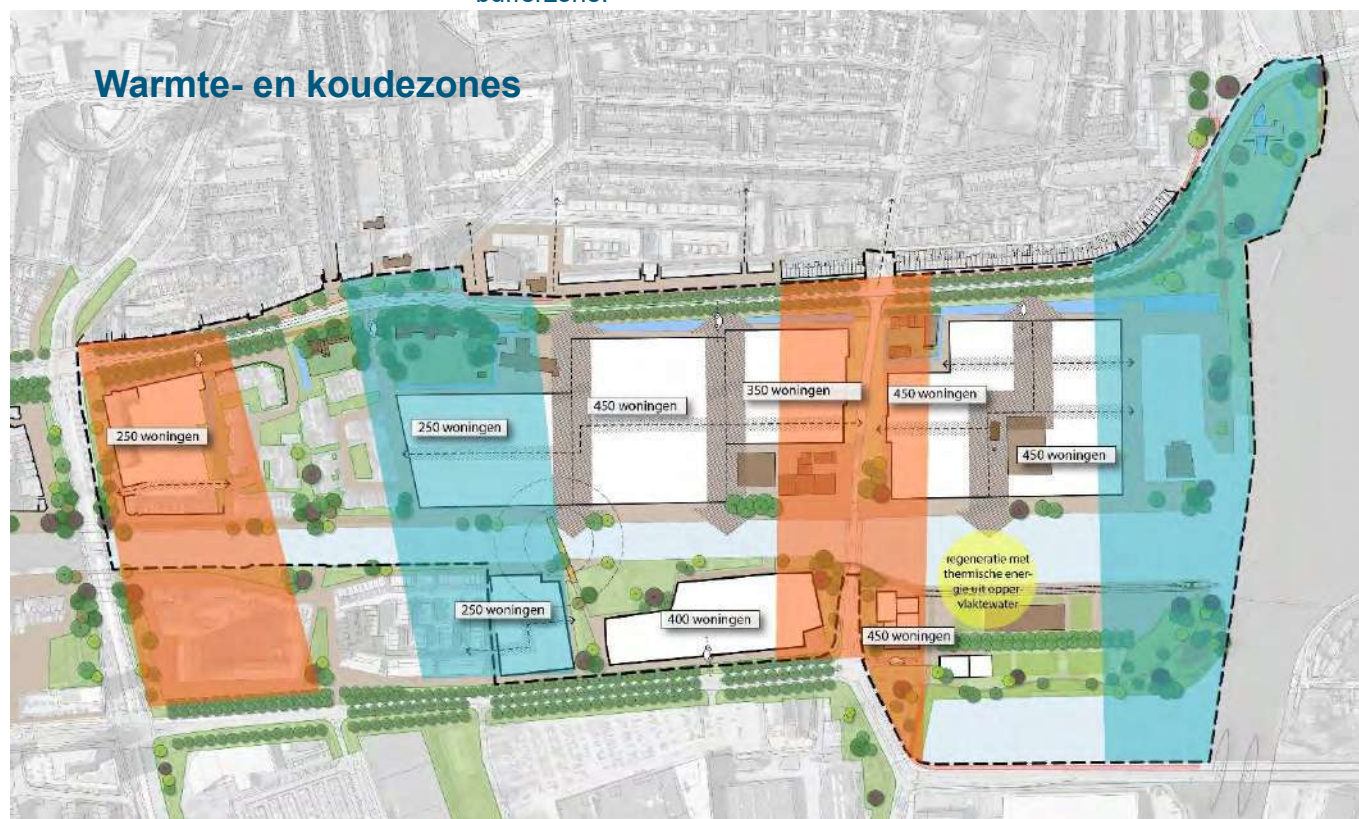 bufferzone.
Warmte- en koudezones
350 woningen
450 woningen
450 woningen
250 woningen
250 woningen
450 woningen
regeneratie met
thermische ener-
gie uit opper-
vlaktewater
250 woningen
400 woningen
450 woningen